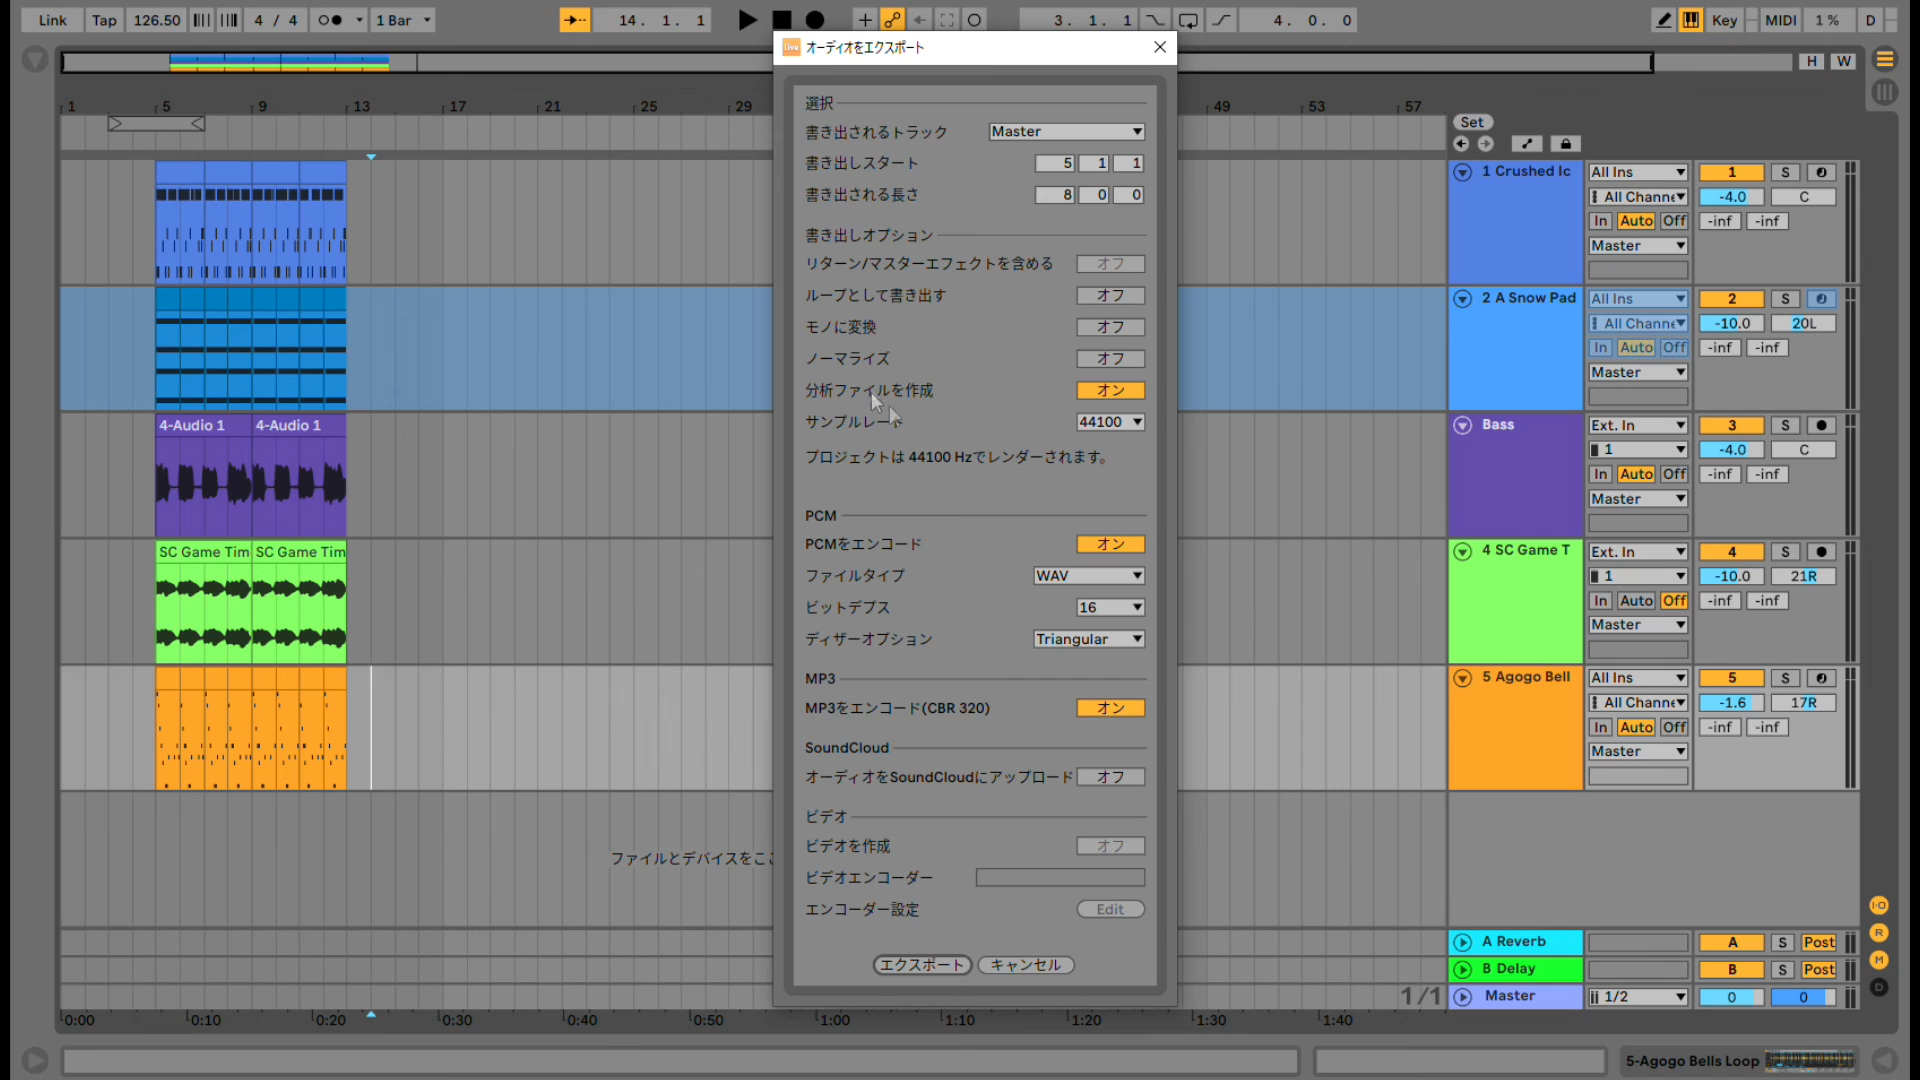 Link Tap 126.50 4 / 4 1 Bar 14. 1. 1 3. 1. 1 4. 0. 0 Key MIDI 1 % D
オーディオをエクスポート
H W
1 5 9 13 17 21 25 29 49 53 57
選択
書き出されるトラック Master
書き出しスタート 5 1 1
書き出される長さ 8 0 0
書き出しオプション
リターン/マスターエフェクトを含める オフ
ループとして書き出す オフ
モノに変換 オフ
ノーマライズ オフ
分析ファイルを作成 オン
サンプルレート 44100
プロジェクトは 44100 Hzでレンダーされます。
PCM
PCMをエンコード オン
ファイルタイプ WAV
ビットデプス 16
ディザーオプション Triangular
MP3
MP3をエンコード(CBR 320) オン
SoundCloud
オーディオをSoundCloudにアップロード オフ
ビデオ
ビデオを作成 オフ
ビデオエンコーダー
エンコーダー設定 Edit
エクスポート キャンセル
4-Audio 1 4-Audio 1
SC Game Tim SC Game Tim
ファイルとデバイスをここ
Set
1 Crushed Ic All Ins 1 S
All Channe -4.0 C
In Auto Off -inf -inf
Master
2 A Snow Pad All Ins 2 S
All Channe -10.0 20L
In Auto Off -inf -inf
Master
Bass Ext. In 3 S
1 -4.0 C
In Auto Off -inf -inf
Master
4 SC Game T Ext. In 4 S
1 -10.0 21R
In Auto Off -inf -inf
Master
5 Agogo Bell All Ins 5 S
All Channe -1.6 17R
In Auto Off -inf -inf
Master
I·O
R
M
D
A Reverb A S Post
B Delay B S Post
1/1 Master 1/2 0 0
0:00 0:10 0:20 0:30 0:40 0:50 1:00 1:10 1:20 1:30 1:40
5-Agogo Bells Loop